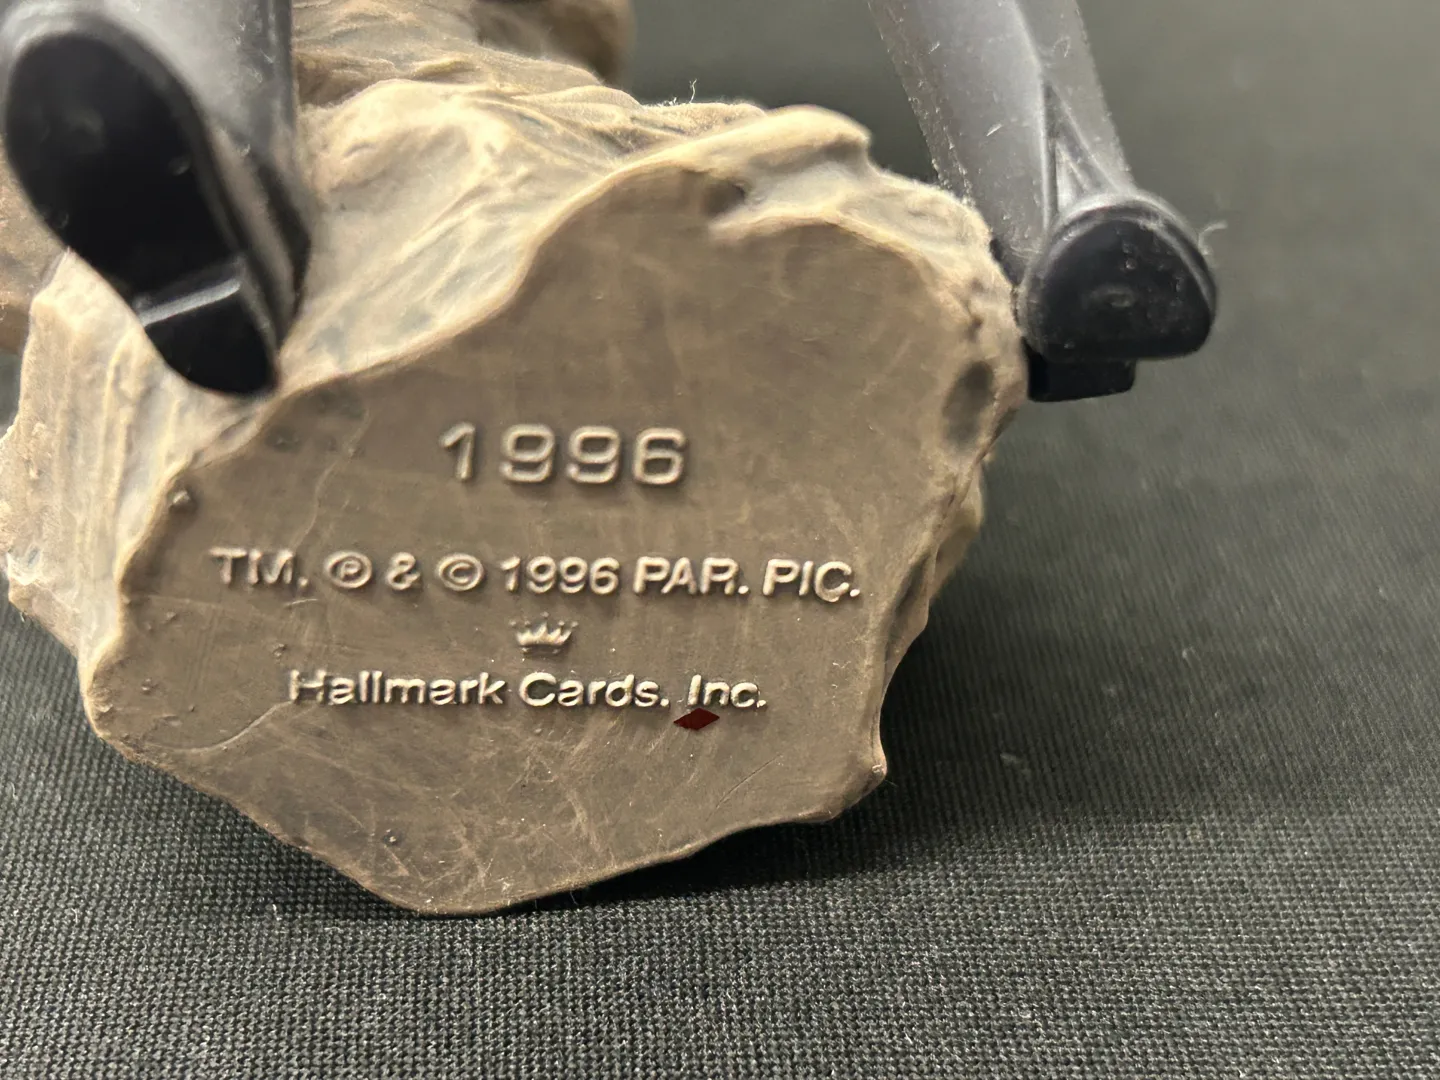 1996
TM. ® & © 1996 PAR. PIC.
Hallmark Cards, Inc.